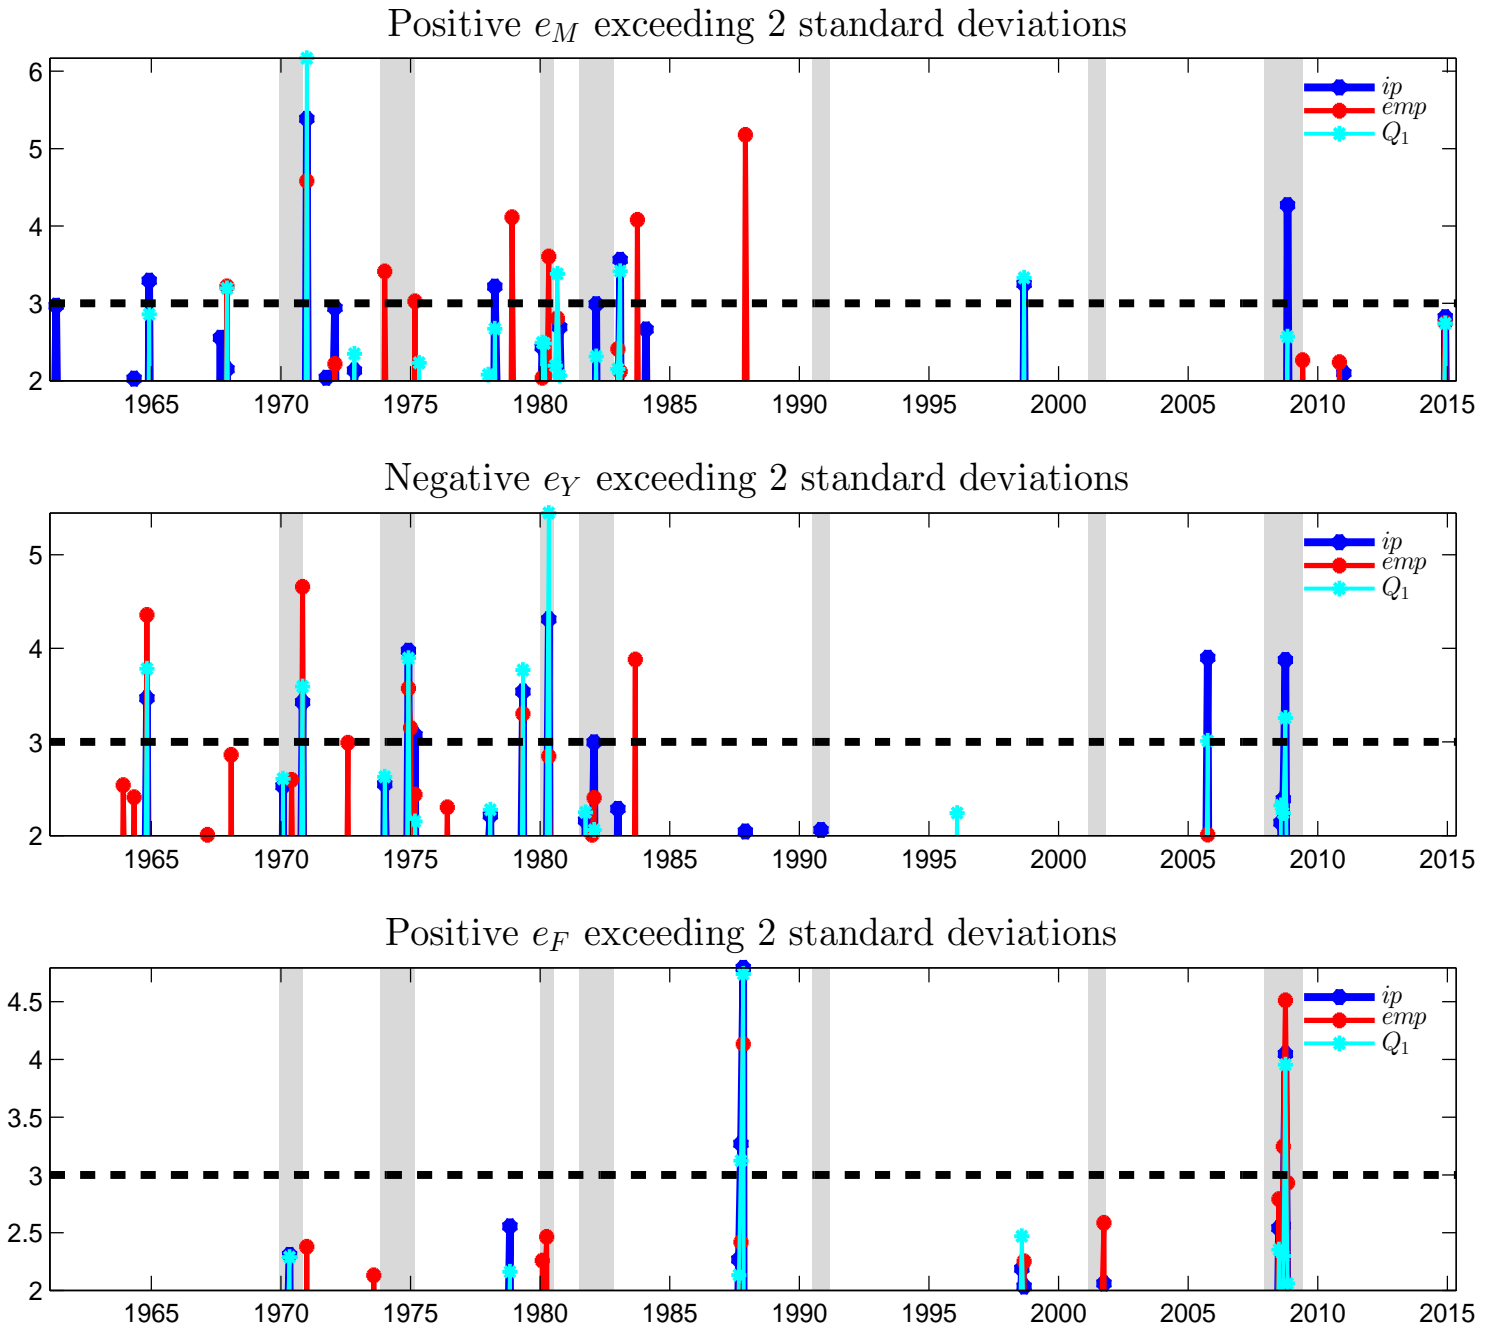 Positive e_M exceeding 2 standard deviations
6
5
4
3
2
ip
emp
Q_1
1965 1970 1975 1980 1985 1990 1995 2000 2005 2010 2015
Negative e_Y exceeding 2 standard deviations
5
4
3
2
ip
emp
Q_1
1965 1970 1975 1980 1985 1990 1995 2000 2005 2010 2015
Positive e_F exceeding 2 standard deviations
4.5
4
3.5
3
2.5
2
ip
emp
Q_1
1965 1970 1975 1980 1985 1990 1995 2000 2005 2010 2015